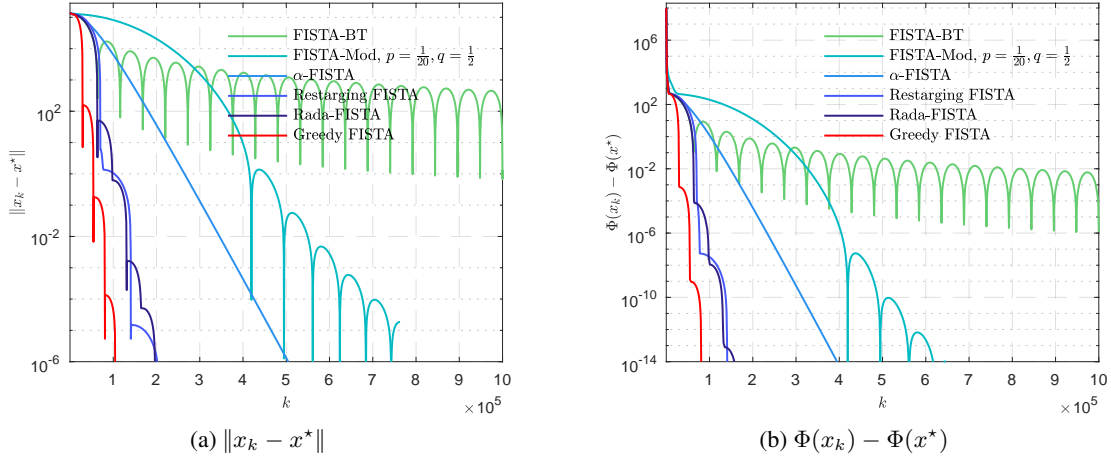 FISTA-BT
FISTA-Mod, $p = \frac{1}{20}, q = \frac{1}{2}$
α-FISTA
Restarging FISTA
Rada-FISTA
Greedy FISTA
10^2
10^-2
10^-6
‖x_k − x^⋆‖
1 2 3 4 5 6 7 8 9 10
k
×10^5
(a) ‖x_k − x^⋆‖
FISTA-BT
FISTA-Mod, $p = \frac{1}{20}, q = \frac{1}{2}$
α-FISTA
Restarging FISTA
Rada-FISTA
Greedy FISTA
10^6
10^2
10^-2
10^-6
10^-10
10^-14
Φ(x_k) − Φ(x^⋆)
1 2 3 4 5 6 7 8 9 10
k
×10^5
(b) Φ(x_k) − Φ(x^⋆)